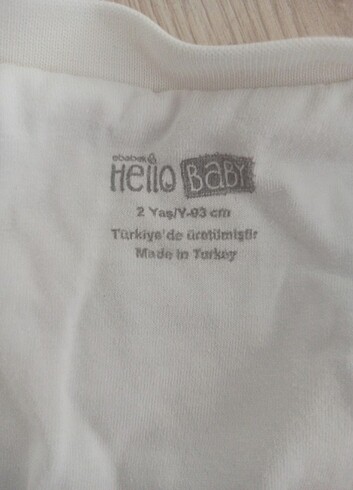 ebebek
Hello BaBY
2 Yaş/Y-93 cm
Türkiye'de üretilmiştir
Made in Turkey